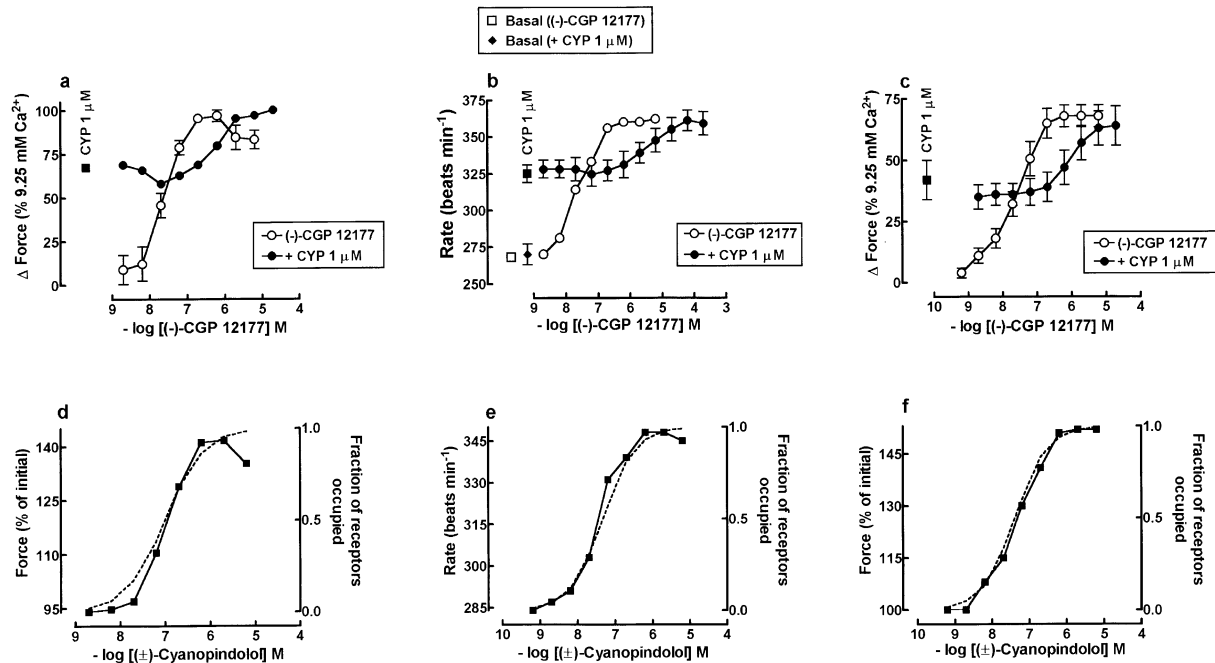 Basal ((-)-CGP 12177)
Basal (+ CYP 1 μM)
a
Δ Force (% 9.25 mM Ca²⁺)
100
75
50
25
0
CYP 1 μM
(-)-CGP 12177
+ CYP 1 μM
9 8 7 6 5 4
- log [(-)-CGP 12177] M
b
Rate (beats min⁻¹)
375
350
325
300
275
250
CYP 1 μM
(-)-CGP 12177
+ CYP 1 μM
10 9 8 7 6 5 4 3
- log [(-)-CGP 12177] M
c
Δ Force (% 9.25 mM Ca²⁺)
75
50
25
0
CYP 1 μM
(-)-CGP 12177
+ CYP 1 μM
10 9 8 7 6 5 4
- log [(-)-CGP 12177] M
d
Force (% of initial)
140
125
110
95
1.0
0.5
0.0
Fraction of receptors
occupied
9 8 7 6 5 4
- log [(±)-Cyanopindolol] M
e
Rate (beats min⁻¹)
345
330
315
300
285
1.0
0.5
0.0
Fraction of receptors
occupied
10 9 8 7 6 5 4
- log [(±)-Cyanopindolol] M
f
Force (% of initial)
145
130
115
100
1.0
0.5
0.0
Fraction of receptors
occupied
10 9 8 7 6 5 4
- log [(±)-Cyanopindolol] M